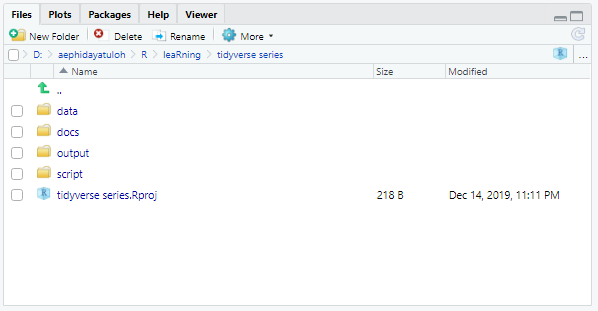 Files Plots Packages Help Viewer
New Folder Delete Rename More
D: aephidayatuloh R leaRning tidyverse series ...
Name Size Modified
..
data
docs
output
script
tidyverse series.Rproj 218 B Dec 14, 2019, 11:11 PM